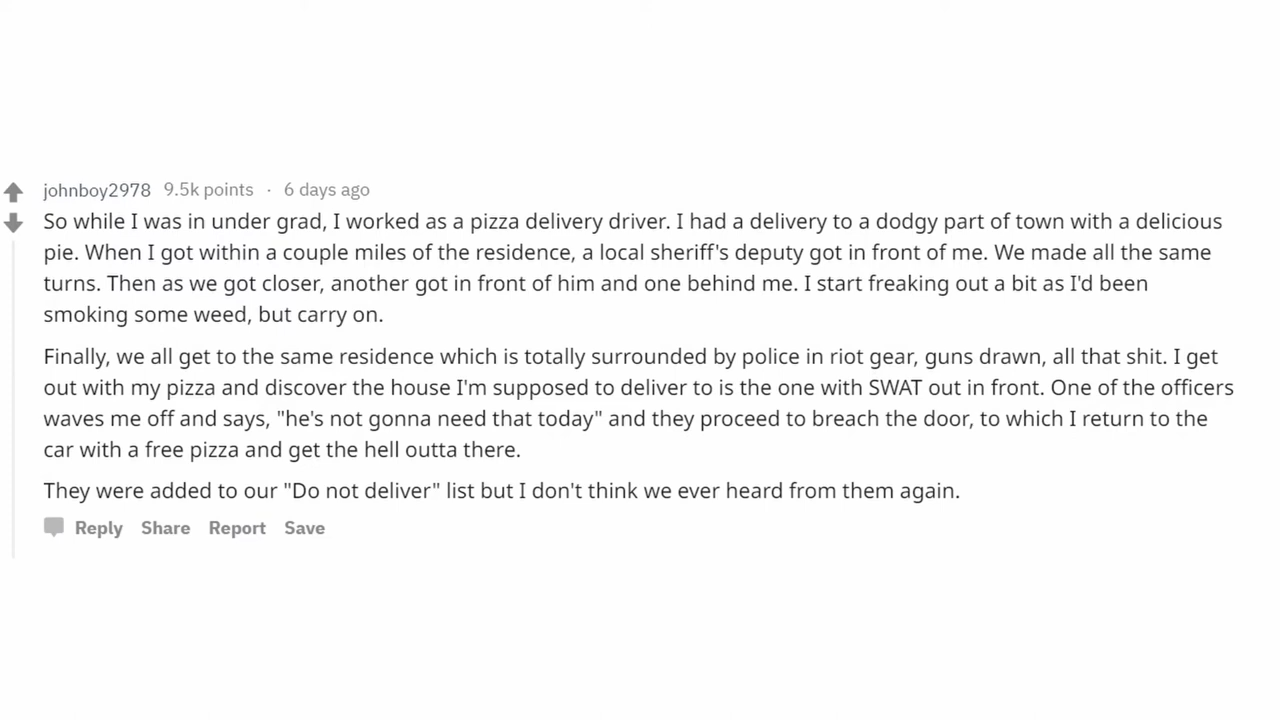 johnboy2978 9.5k points · 6 days ago
So while I was in under grad, I worked as a pizza delivery driver. I had a delivery to a dodgy part of town with a delicious
pie. When I got within a couple miles of the residence, a local sheriff's deputy got in front of me. We made all the same
turns. Then as we got closer, another got in front of him and one behind me. I start freaking out a bit as I'd been
smoking some weed, but carry on.
Finally, we all get to the same residence which is totally surrounded by police in riot gear, guns drawn, all that shit. I get
out with my pizza and discover the house I'm supposed to deliver to is the one with SWAT out in front. One of the officers
waves me off and says, "he's not gonna need that today" and they proceed to breach the door, to which I return to the
car with a free pizza and get the hell outta there.
They were added to our "Do not deliver" list but I don't think we ever heard from them again.
Reply Share Report Save